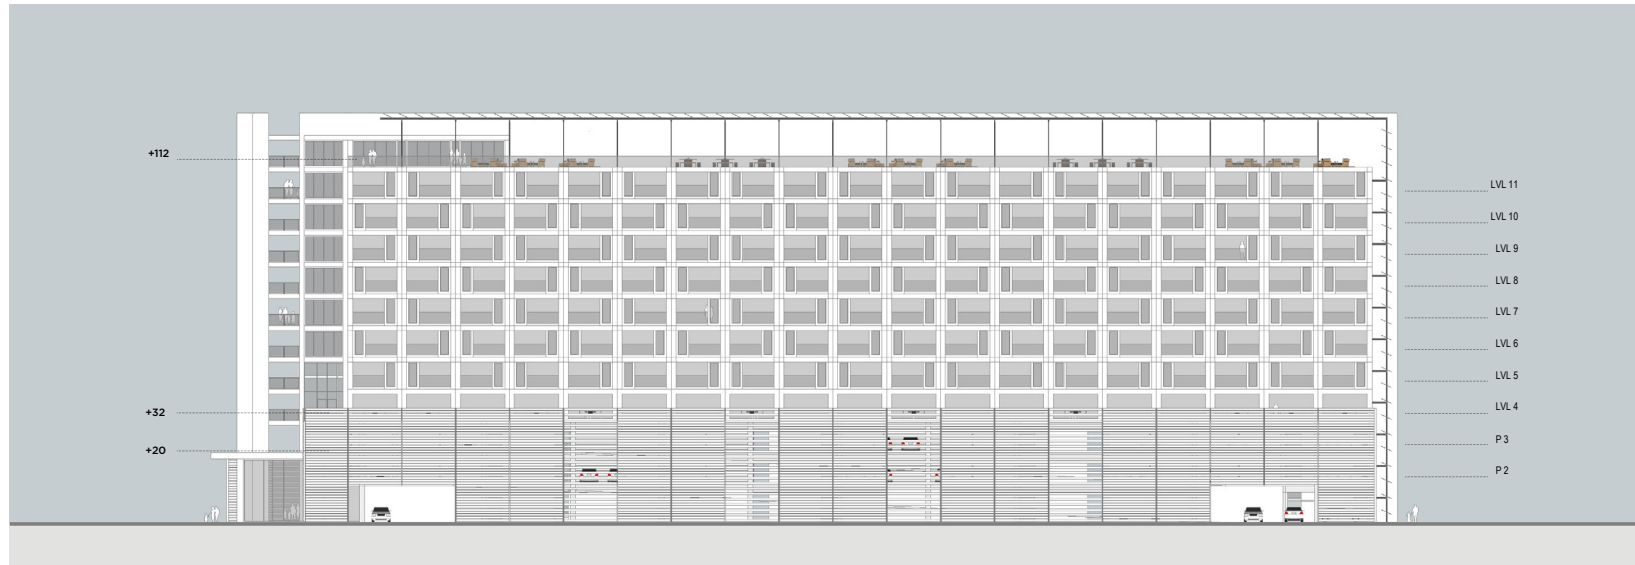 +112
LVL 11
LVL 10
LVL 9
LVL 8
LVL 7
LVL 6
LVL 5
+32
LVL 4
+20
P 3
P 2